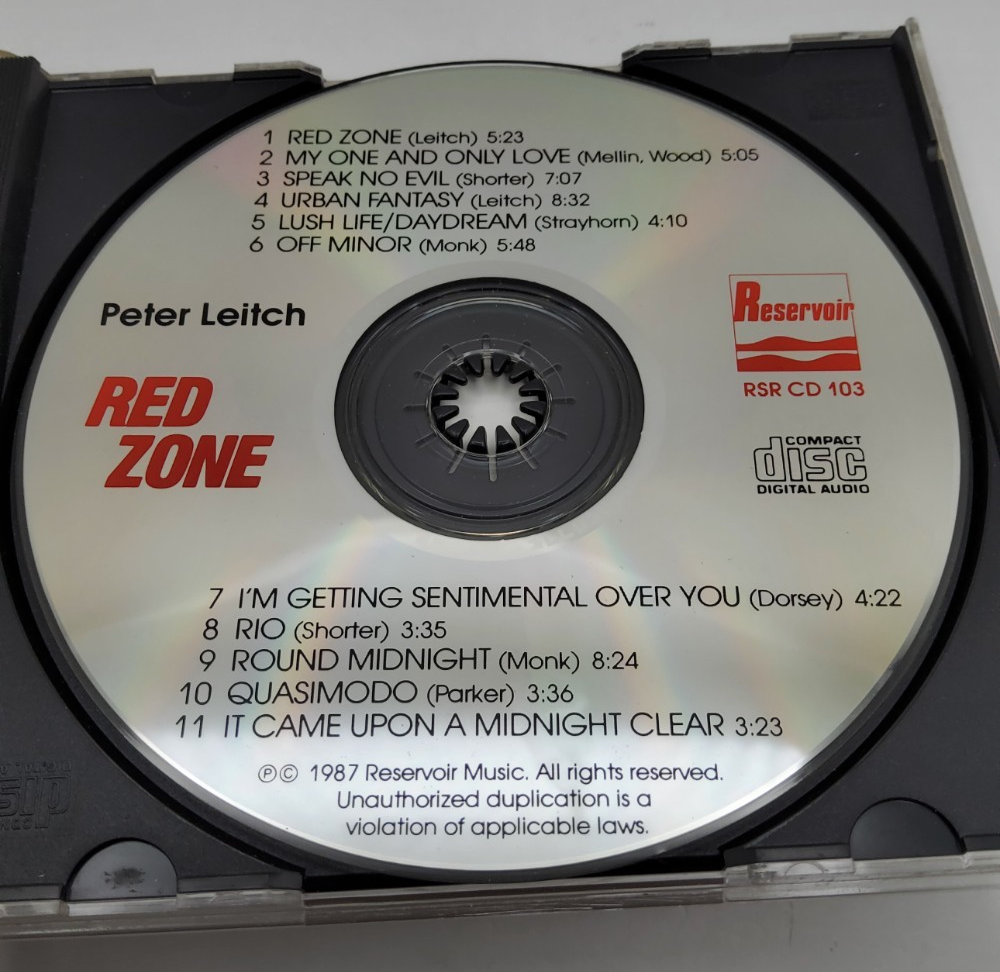 1 RED ZONE (Leitch) 5:23
2 MY ONE AND ONLY LOVE (Mellin, Wood) 5:05
3 SPEAK NO EVIL (Shorter) 7:07
4 URBAN FANTASY (Leitch) 8:32
5 LUSH LIFE/DAYDREAM (Strayhorn) 4:10
6 OFF MINOR (Monk) 5:48
Peter Leitch
RED
ZONE
Reservoir
RSR CD 103
COMPACT
disc
DIGITAL AUDIO
7 I'M GETTING SENTIMENTAL OVER YOU (Dorsey) 4:22
8 RIO (Shorter) 3:35
9 ROUND MIDNIGHT (Monk) 8:24
10 QUASIMODO (Parker) 3:36
11 IT CAME UPON A MIDNIGHT CLEAR 3:23
℗© 1987 Reservoir Music. All rights reserved.
Unauthorized duplication is a
violation of applicable laws.